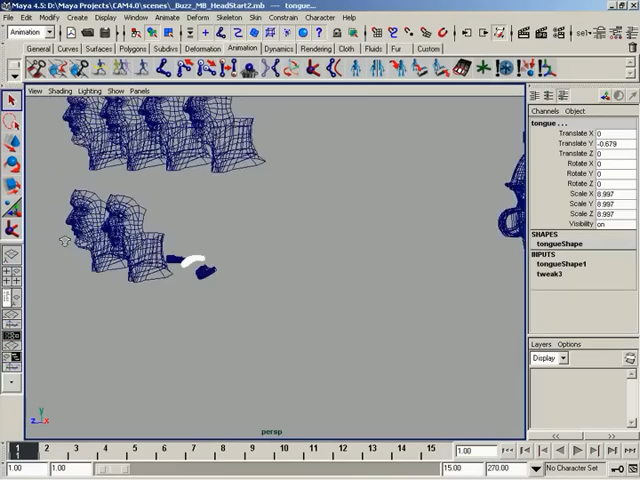 Maya 4.5: D:\Maya Projects\CAM4.0\scenes\_Buzz_MB_HeadStart2.mb --- tongue...
File Edit Modify Create Display Window Animate Deform Skeleton Skin Constrain Character Help
Animation sel
General Curves Surfaces Polygons Subdivs Deformation Animation Dynamics Rendering Cloth Fluids Fur Custom
View Shading Lighting Show Panels
Channels Object
tongue . . .
Translate X 0
Translate Y -0.679
Translate Z 0
Rotate X 0
Rotate Y 0
Rotate Z 0
Scale X 8.997
Scale Y 8.997
Scale Z 8.997
Visibility on
SHAPES
tongueShape
INPUTS
tongueShape1
tweak3
Layers Options
Display
y
z x
persp
1 2 3 4 5 6 7 8 9 10 11 12 13 14 15 1.00
1
1.00 1.00 15.00 270.00 No Character Set